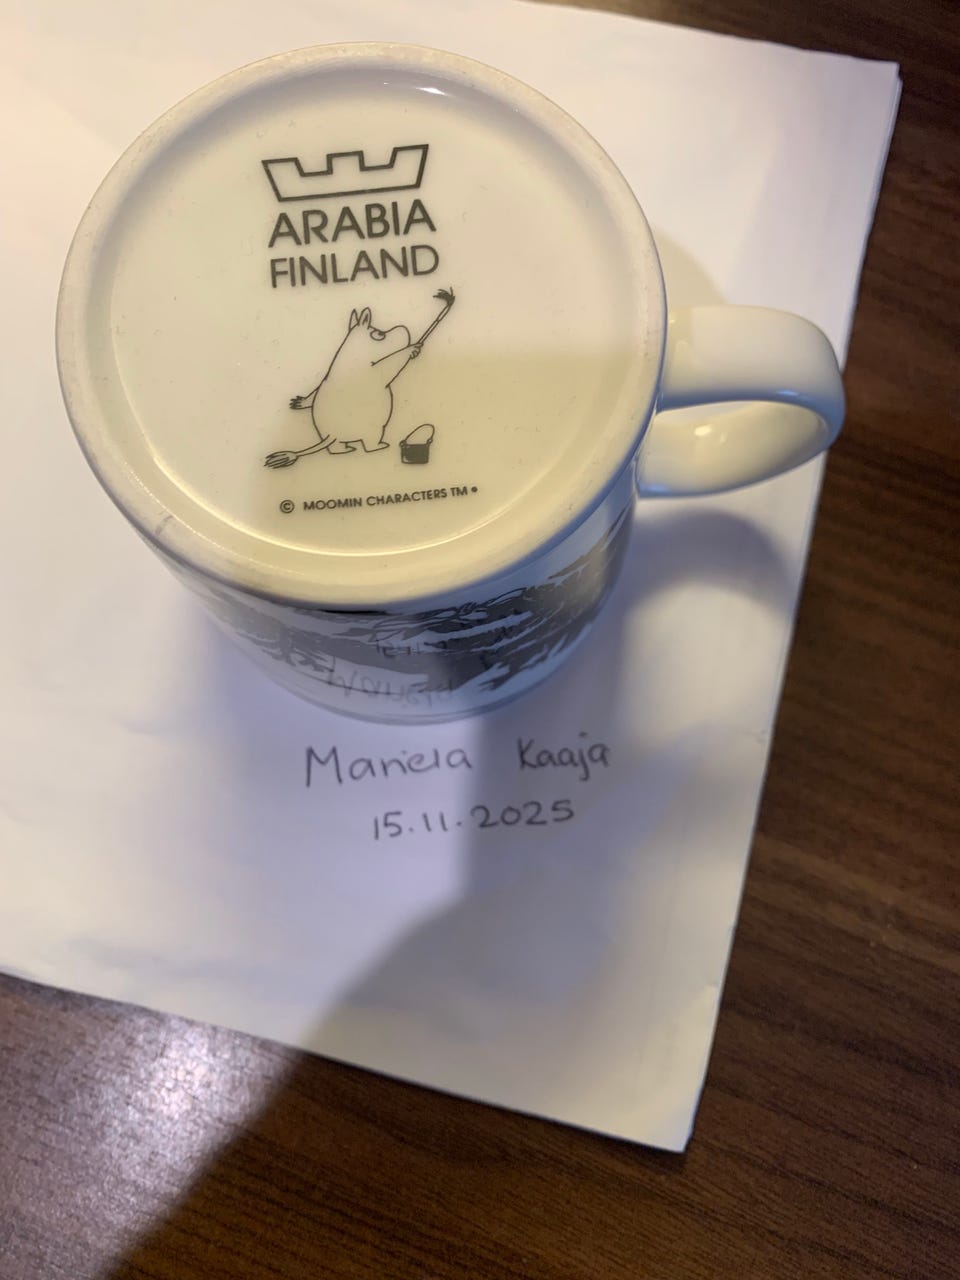 ARABIA
FINLAND
© MOOMIN CHARACTERS TM
Mariela Kaaja
15.11.2025